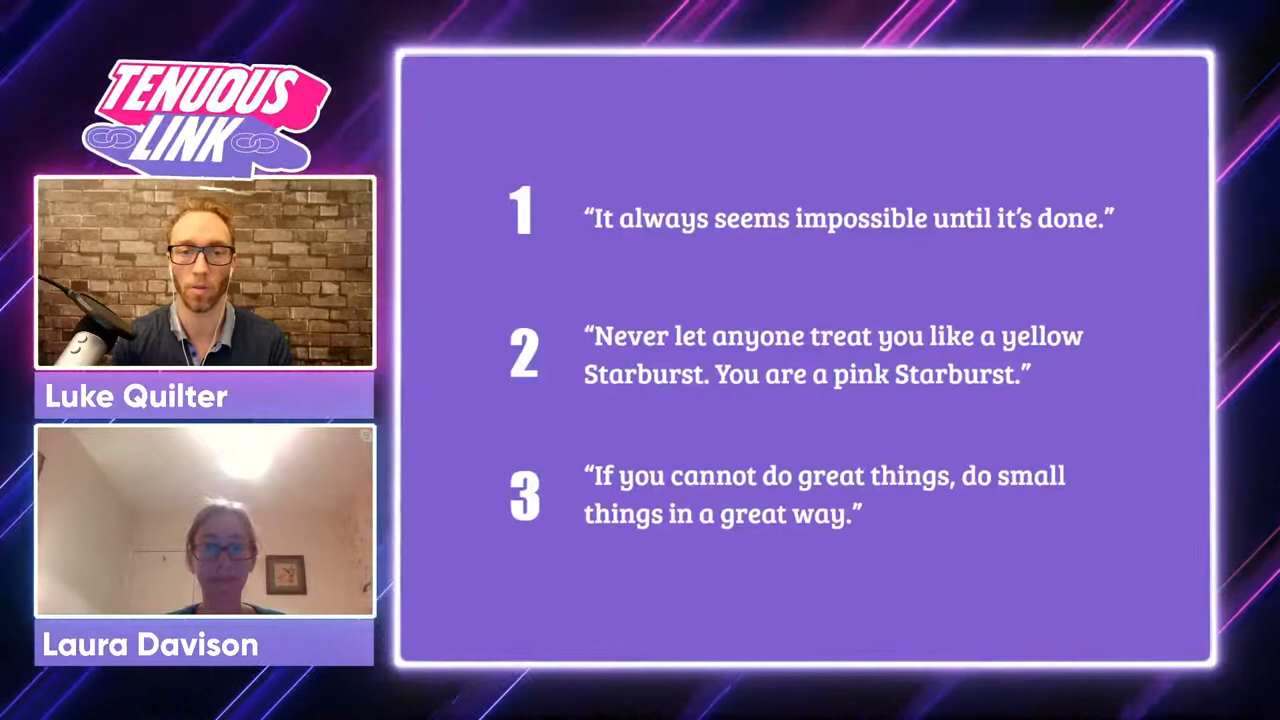 TENUOUS
LINK
Luke Quilter
Laura Davison
1
“It always seems impossible until it’s done.”
2
“Never let anyone treat you like a yellow
Starburst. You are a pink Starburst.”
3
“If you cannot do great things, do small
things in a great way.”